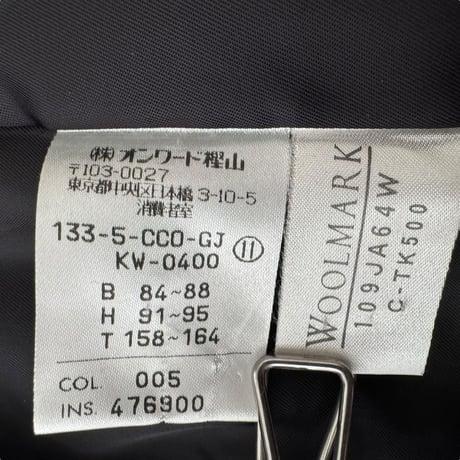 (株)オンワード樫山
〒103-0027
東京都中央区日本橋 3-10-5
消費者室
133-5-CCO-GJ ⑪
KW-0400
B 84~88
H 91~95
T 158~164
COL. 005
INS. 476900
WOOLMARK
109JA64W
C-TK500